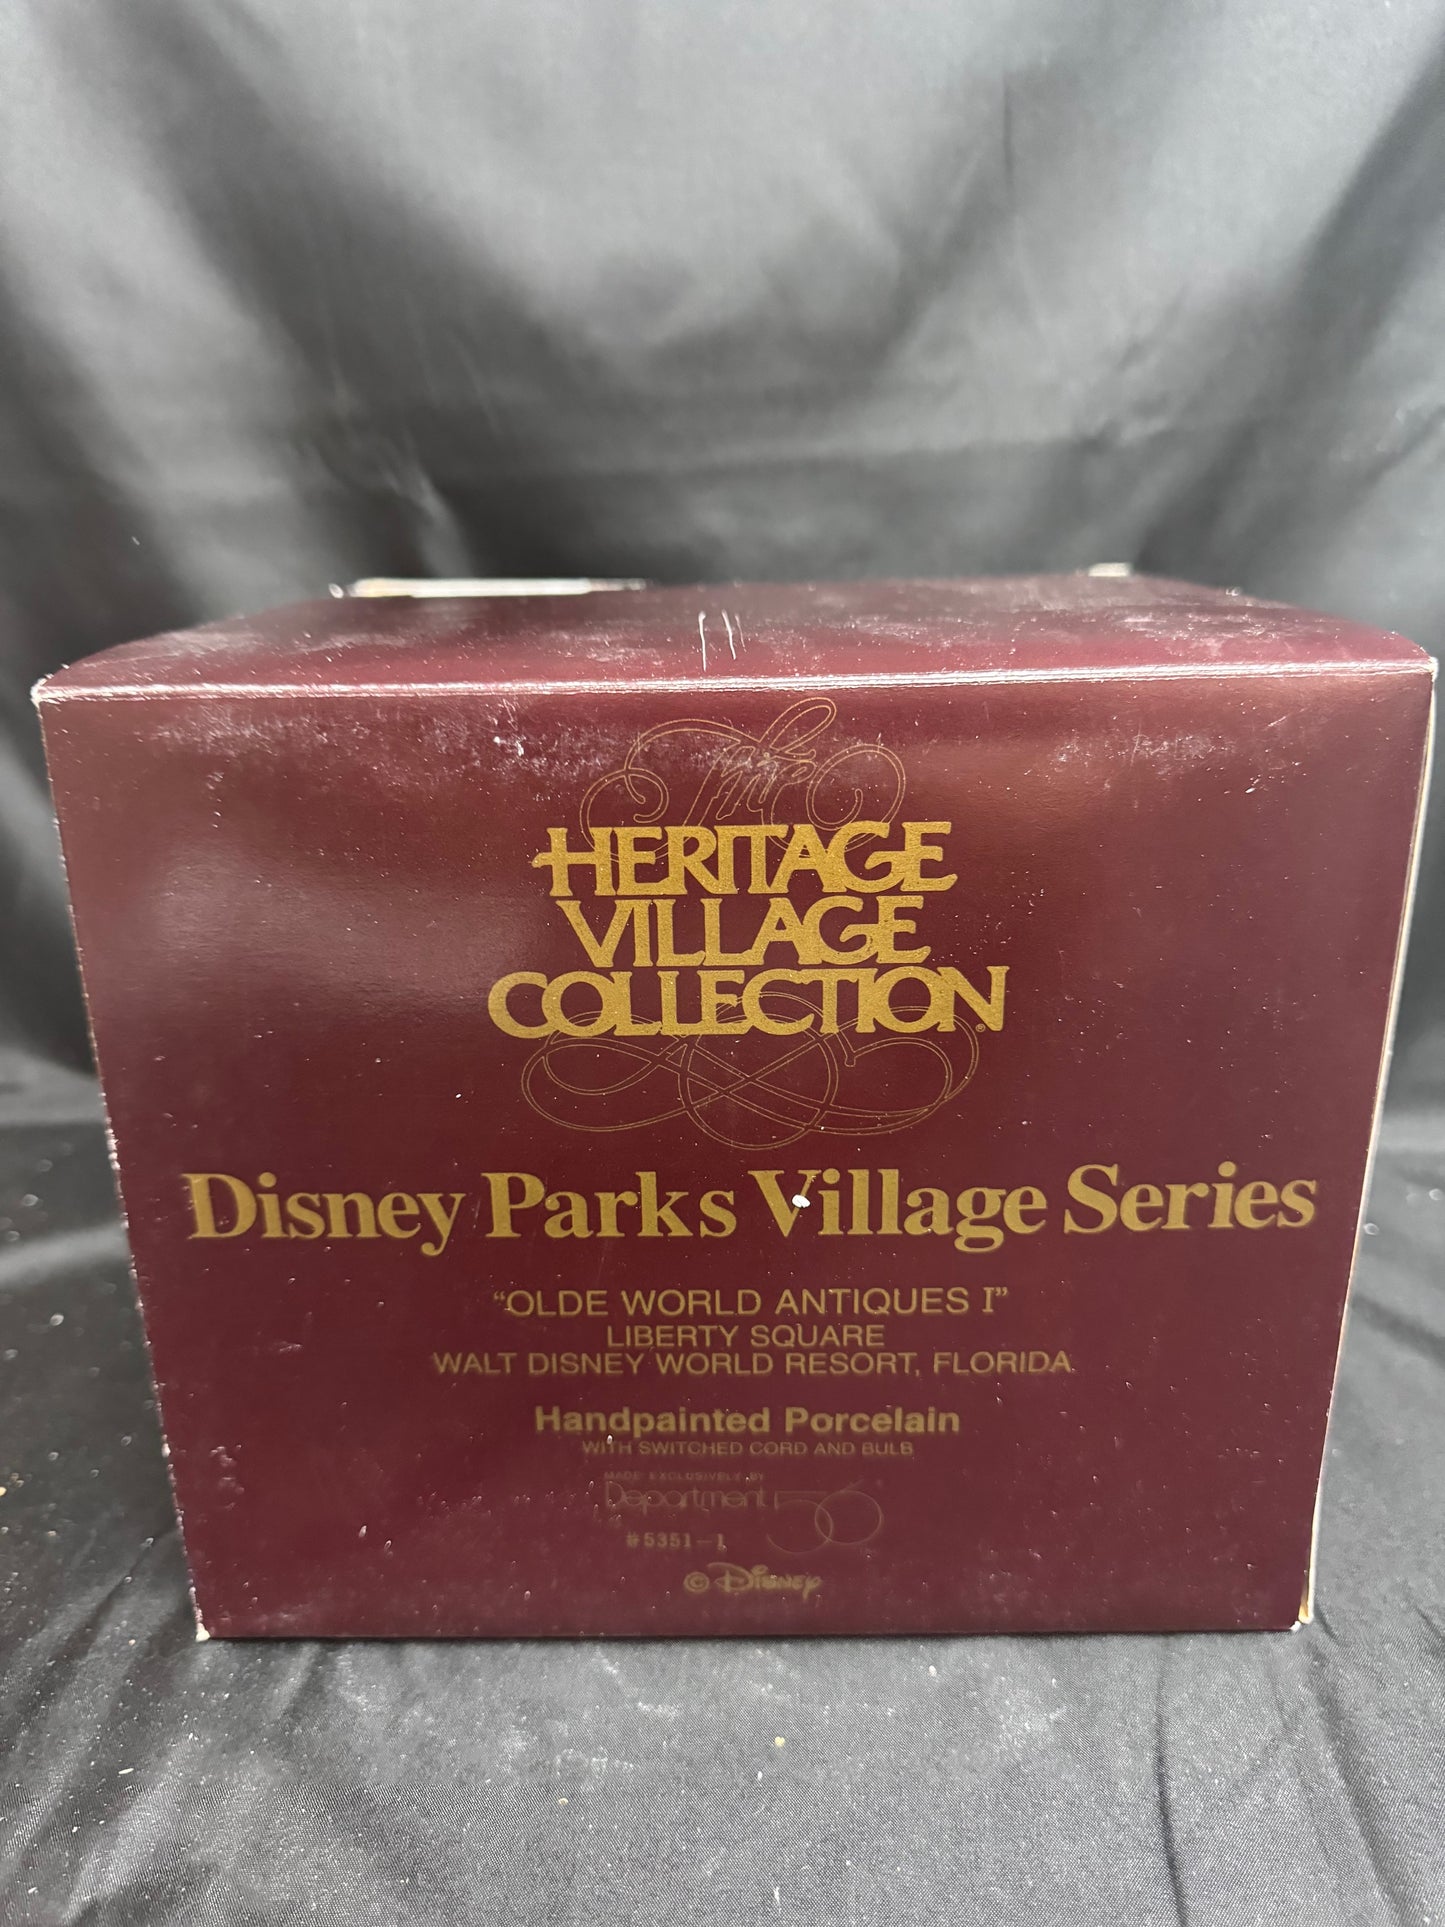 The
HERITAGE
VILLAGE
COLLECTION®
Disney Parks Village Series
"OLDE WORLD ANTIQUES I"
LIBERTY SQUARE
WALT DISNEY WORLD RESORT, FLORIDA
Handpainted Porcelain
WITH SWITCHED CORD AND BULB
MADE EXCLUSIVELY BY
Department 56
#5351-1
© Disney